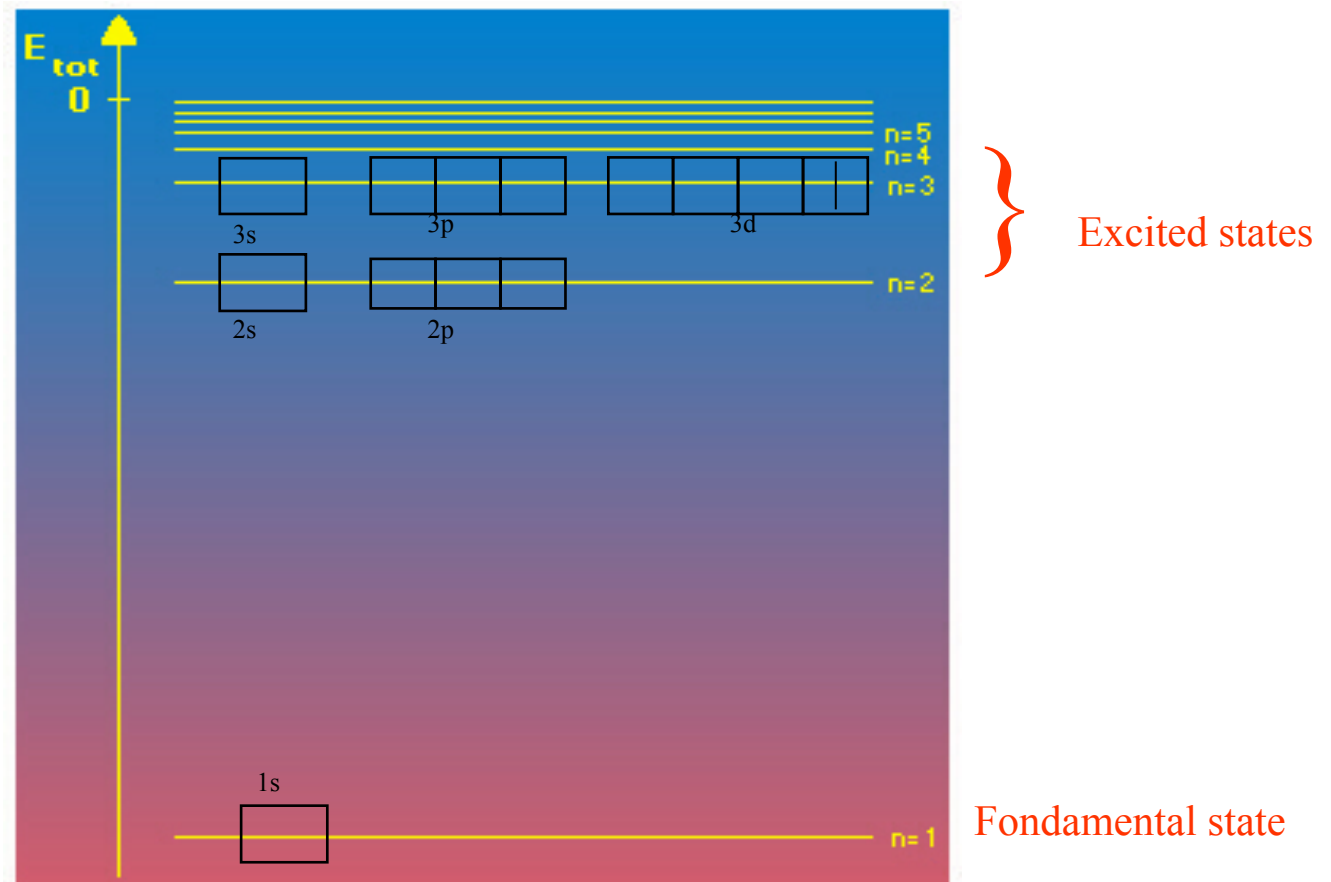 E tot
0
n=5
n=4
n=3
3s 3p 3d
Excited states
n=2
2s 2p
1s
Fondamental state
n=1